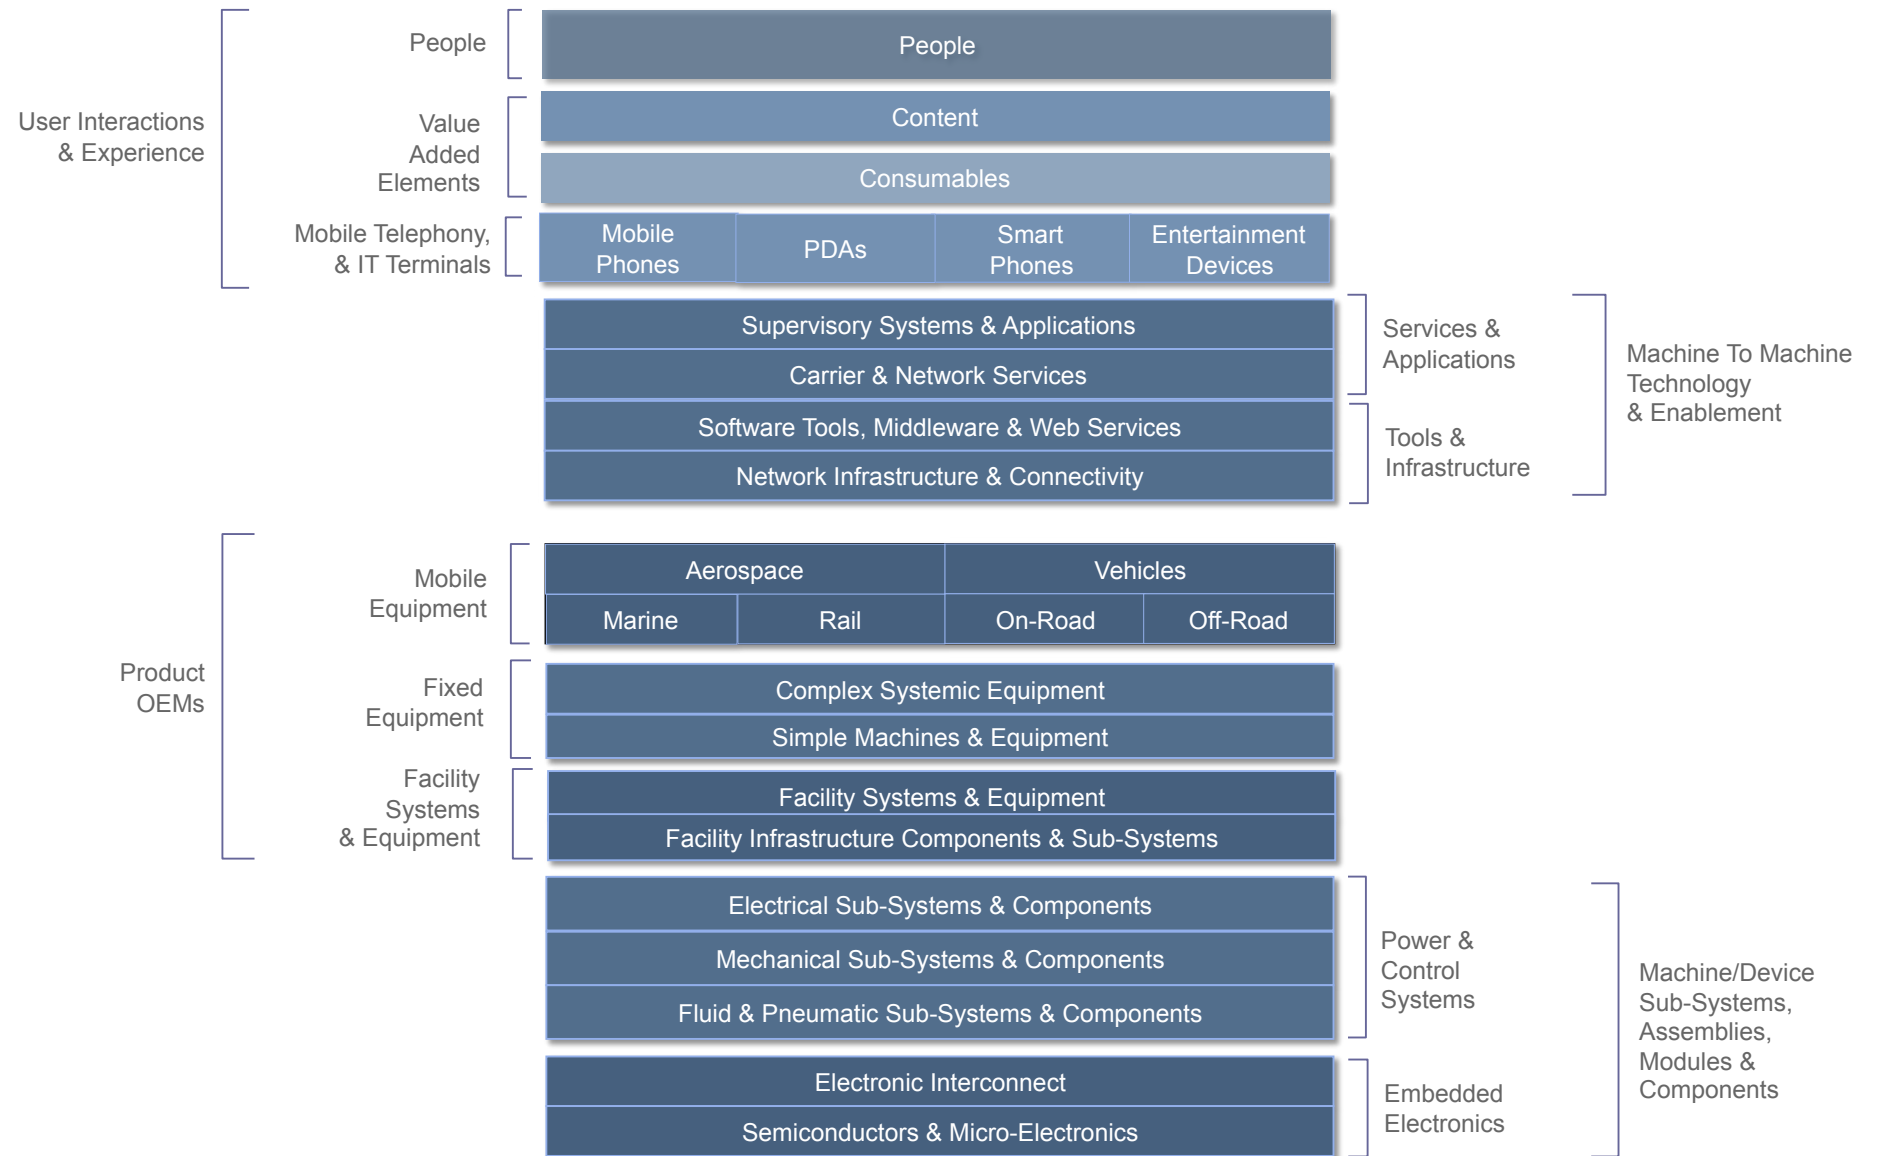 People
People
User Interactions
& Experience
Value
Added
Elements
Content
Consumables
Mobile Telephony,
& IT Terminals
Mobile
Phones
PDAs
Smart
Phones
Entertainment
Devices
Supervisory Systems & Applications
Carrier & Network Services
Services &
Applications
Machine To Machine
Technology
& Enablement
Software Tools, Middleware & Web Services
Network Infrastructure & Connectivity
Tools &
Infrastructure
Product
OEMs
Mobile
Equipment
Aerospace
Vehicles
Marine
Rail
On-Road
Off-Road
Fixed
Equipment
Complex Systemic Equipment
Simple Machines & Equipment
Facility
Systems
& Equipment
Facility Systems & Equipment
Facility Infrastructure Components & Sub-Systems
Electrical Sub-Systems & Components
Mechanical Sub-Systems & Components
Fluid & Pneumatic Sub-Systems & Components
Power &
Control
Systems
Machine/Device
Sub-Systems,
Assemblies,
Modules &
Components
Electronic Interconnect
Semiconductors & Micro-Electronics
Embedded
Electronics